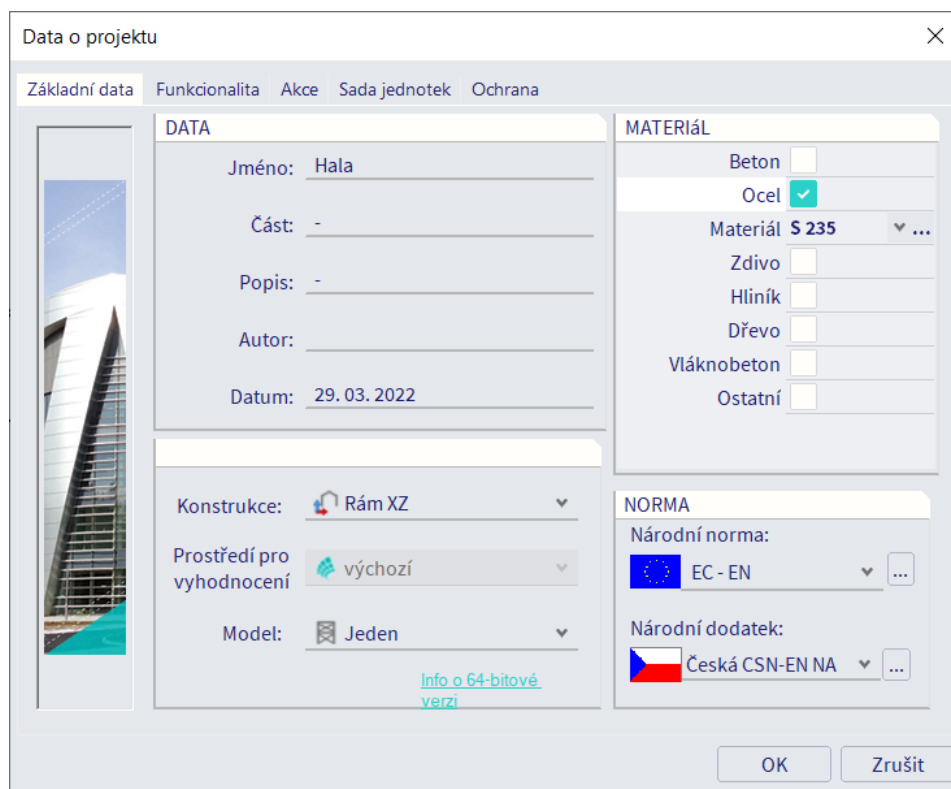 Data o projektu
Základní data Funkcionalita Akce Sada jednotek Ochrana
DATA
Jméno: Hala
Část: -
Popis: -
Autor:
Datum: 29. 03. 2022
Konstrukce: Rám XZ
Prostředí pro
vyhodnocení
výchozí
Model: Jeden
Info o 64-bitové
verzi
MATERIáL
Beton
Ocel
Materiál S 235 ...
Zdivo
Hliník
Dřevo
Vláknobeton
Ostatní
NORMA
Národní norma:
EC - EN ...
Národní dodatek:
Česká CSN-EN NA ...
OK Zrušit